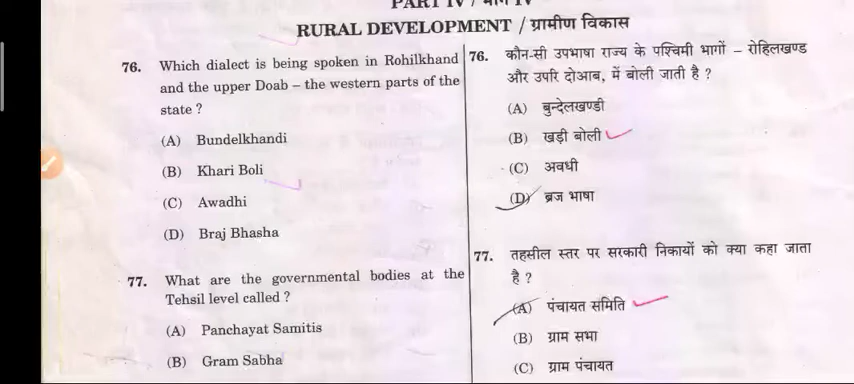 PART IV / भाग IV
RURAL DEVELOPMENT / ग्रामीण विकास
76. Which dialect is being spoken in Rohilkhand
and the upper Doab – the western parts of the
state ?
(A) Bundelkhandi
(B) Khari Boli
(C) Awadhi
(D) Braj Bhasha
77. What are the governmental bodies at the
Tehsil level called ?
(A) Panchayat Samitis
(B) Gram Sabha
76. कौन-सी उपभाषा राज्य के पश्चिमी भागों – रोहिलखण्ड
और उपरि दोआब, में बोली जाती है ?
(A) बुन्देलखण्डी
(B) खड़ी बोली
(C) अवधी
(D) ब्रज भाषा
77. तहसील स्तर पर सरकारी निकायों को क्या कहा जाता
है ?
(A) पंचायत समिति
(B) ग्राम सभा
(C) ग्राम पंचायत